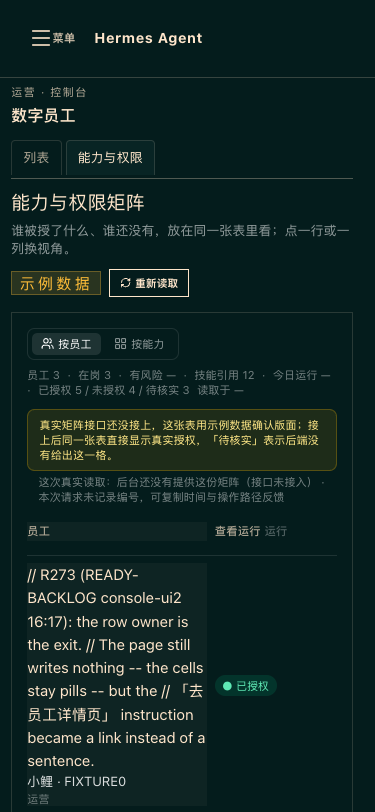 菜单 Hermes Agent
运营 · 控制台
数字员工
列表 能力与权限
能力与权限矩阵
谁被授了什么、谁还没有，放在同一张表里看；点一行或一
列换视角。
示例数据 重新读取
按员工 按能力
员工 3 · 在岗 3 · 有风险 — · 技能引用 12 · 今日运行 —
· 已授权 5 / 未授权 4 / 待核实 3 读取于 —
真实矩阵接口还没接上，这张表用示例数据确认版面；接
上后同一张表直接显示真实授权，「待核实」表示后端没
有给出这一格。
这次真实读取：后台还没有提供这份矩阵（接口未接入） ·
本次请求未记录编号，可复制时间与操作路径反馈
员工 查看运行 运行
// R273 (READY-
BACKLOG console-ui2
16:17): the row owner is
the exit. // The page still
writes nothing -- the cells
stay pills -- but the // 「去
员工详情页」 instruction
became a link instead of a
sentence.
已授权
小鲤 · FIXTURE0
运营